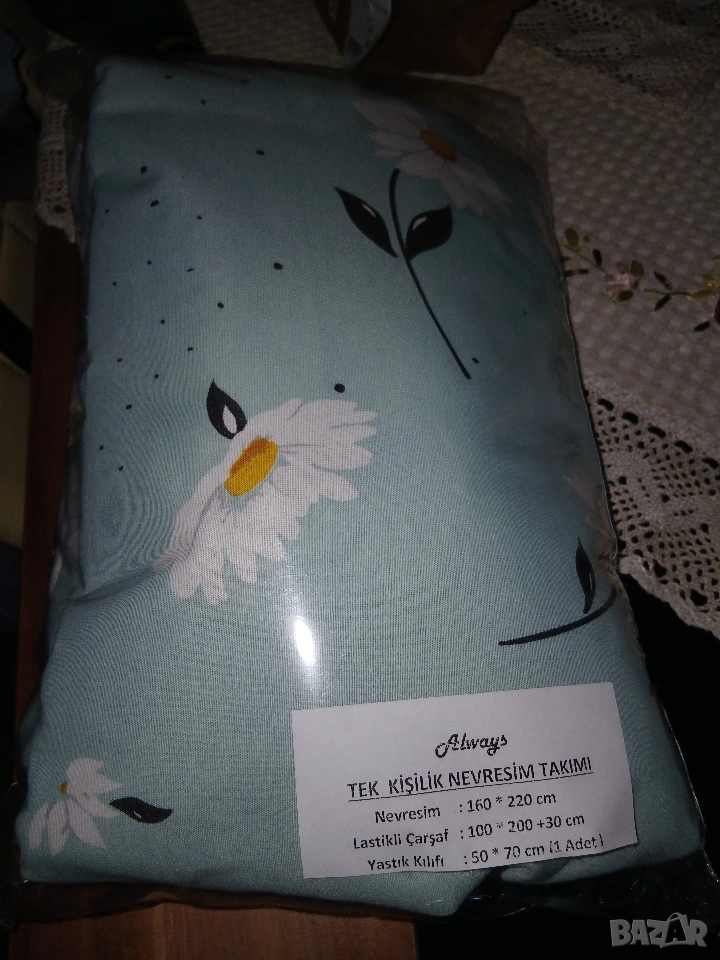 Always
TEK KİŞİLİK NEVRESİM TAKIMI
Nevresim : 160 * 220 cm
Lastikli Çarşaf : 100 * 200 +30 cm
Yastık Kılıfı : 50 * 70 cm (1 Adet)
BAZAR